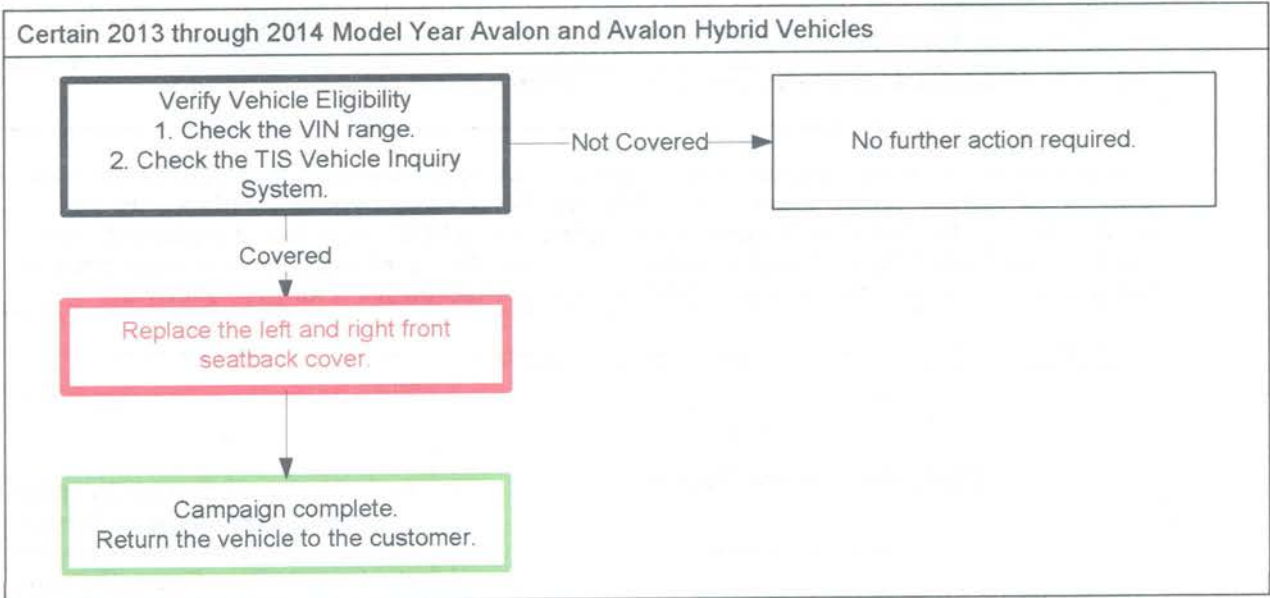 Certain 2013 through 2014 Model Year Avalon and Avalon Hybrid Vehicles
Verify Vehicle Eligibility
1. Check the VIN range.
2. Check the TIS Vehicle Inquiry
System.
Not Covered
No further action required.
Covered
Replace the left and right front
seatback cover.
Campaign complete.
Return the vehicle to the customer.